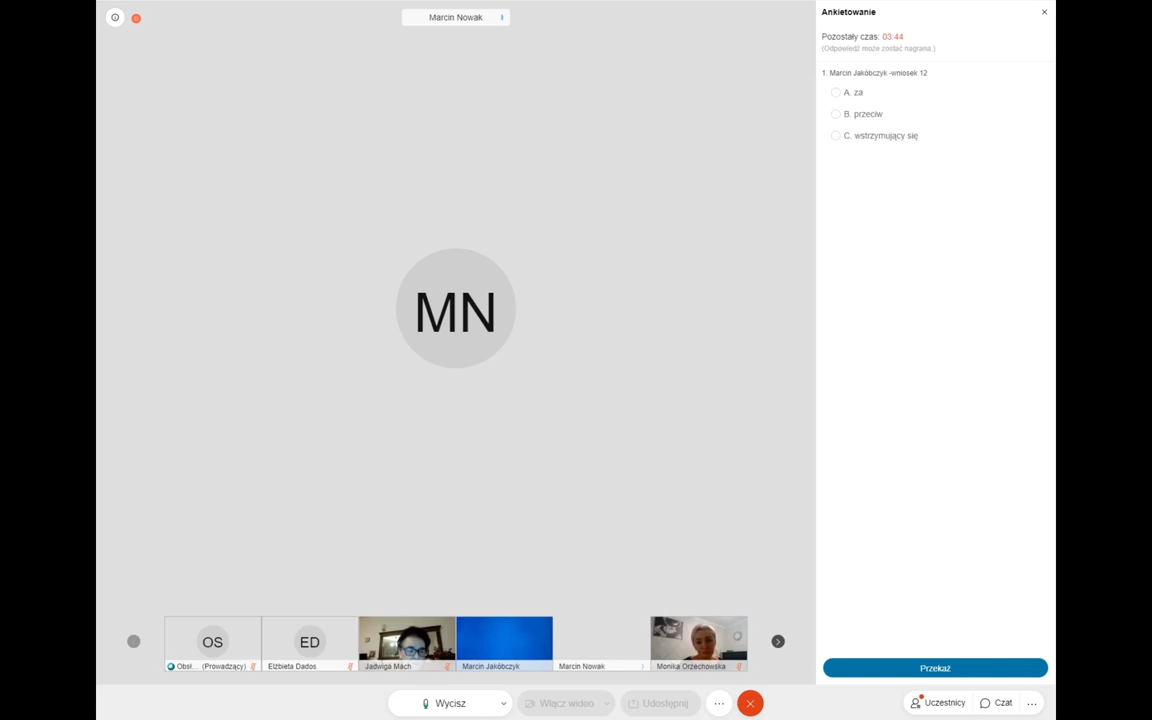 Marcin Nowak
MN
OS
Obsł... (Prowadzący)
ED
Elżbieta Dados
Jadwiga Mach
Marcin Jakóbczyk
Marcin Nowak
Monika Orzechowska
Wycisz
Włącz wideo
Udostępnij
Ankietowanie
Pozostały czas: 03:44
(Odpowiedź może zostać nagrana.)
1. Marcin Jakóbczyk -wniosek 12
A. za
B. przeciw
C. wstrzymujący się
Przekaż
Uczestnicy
Czat